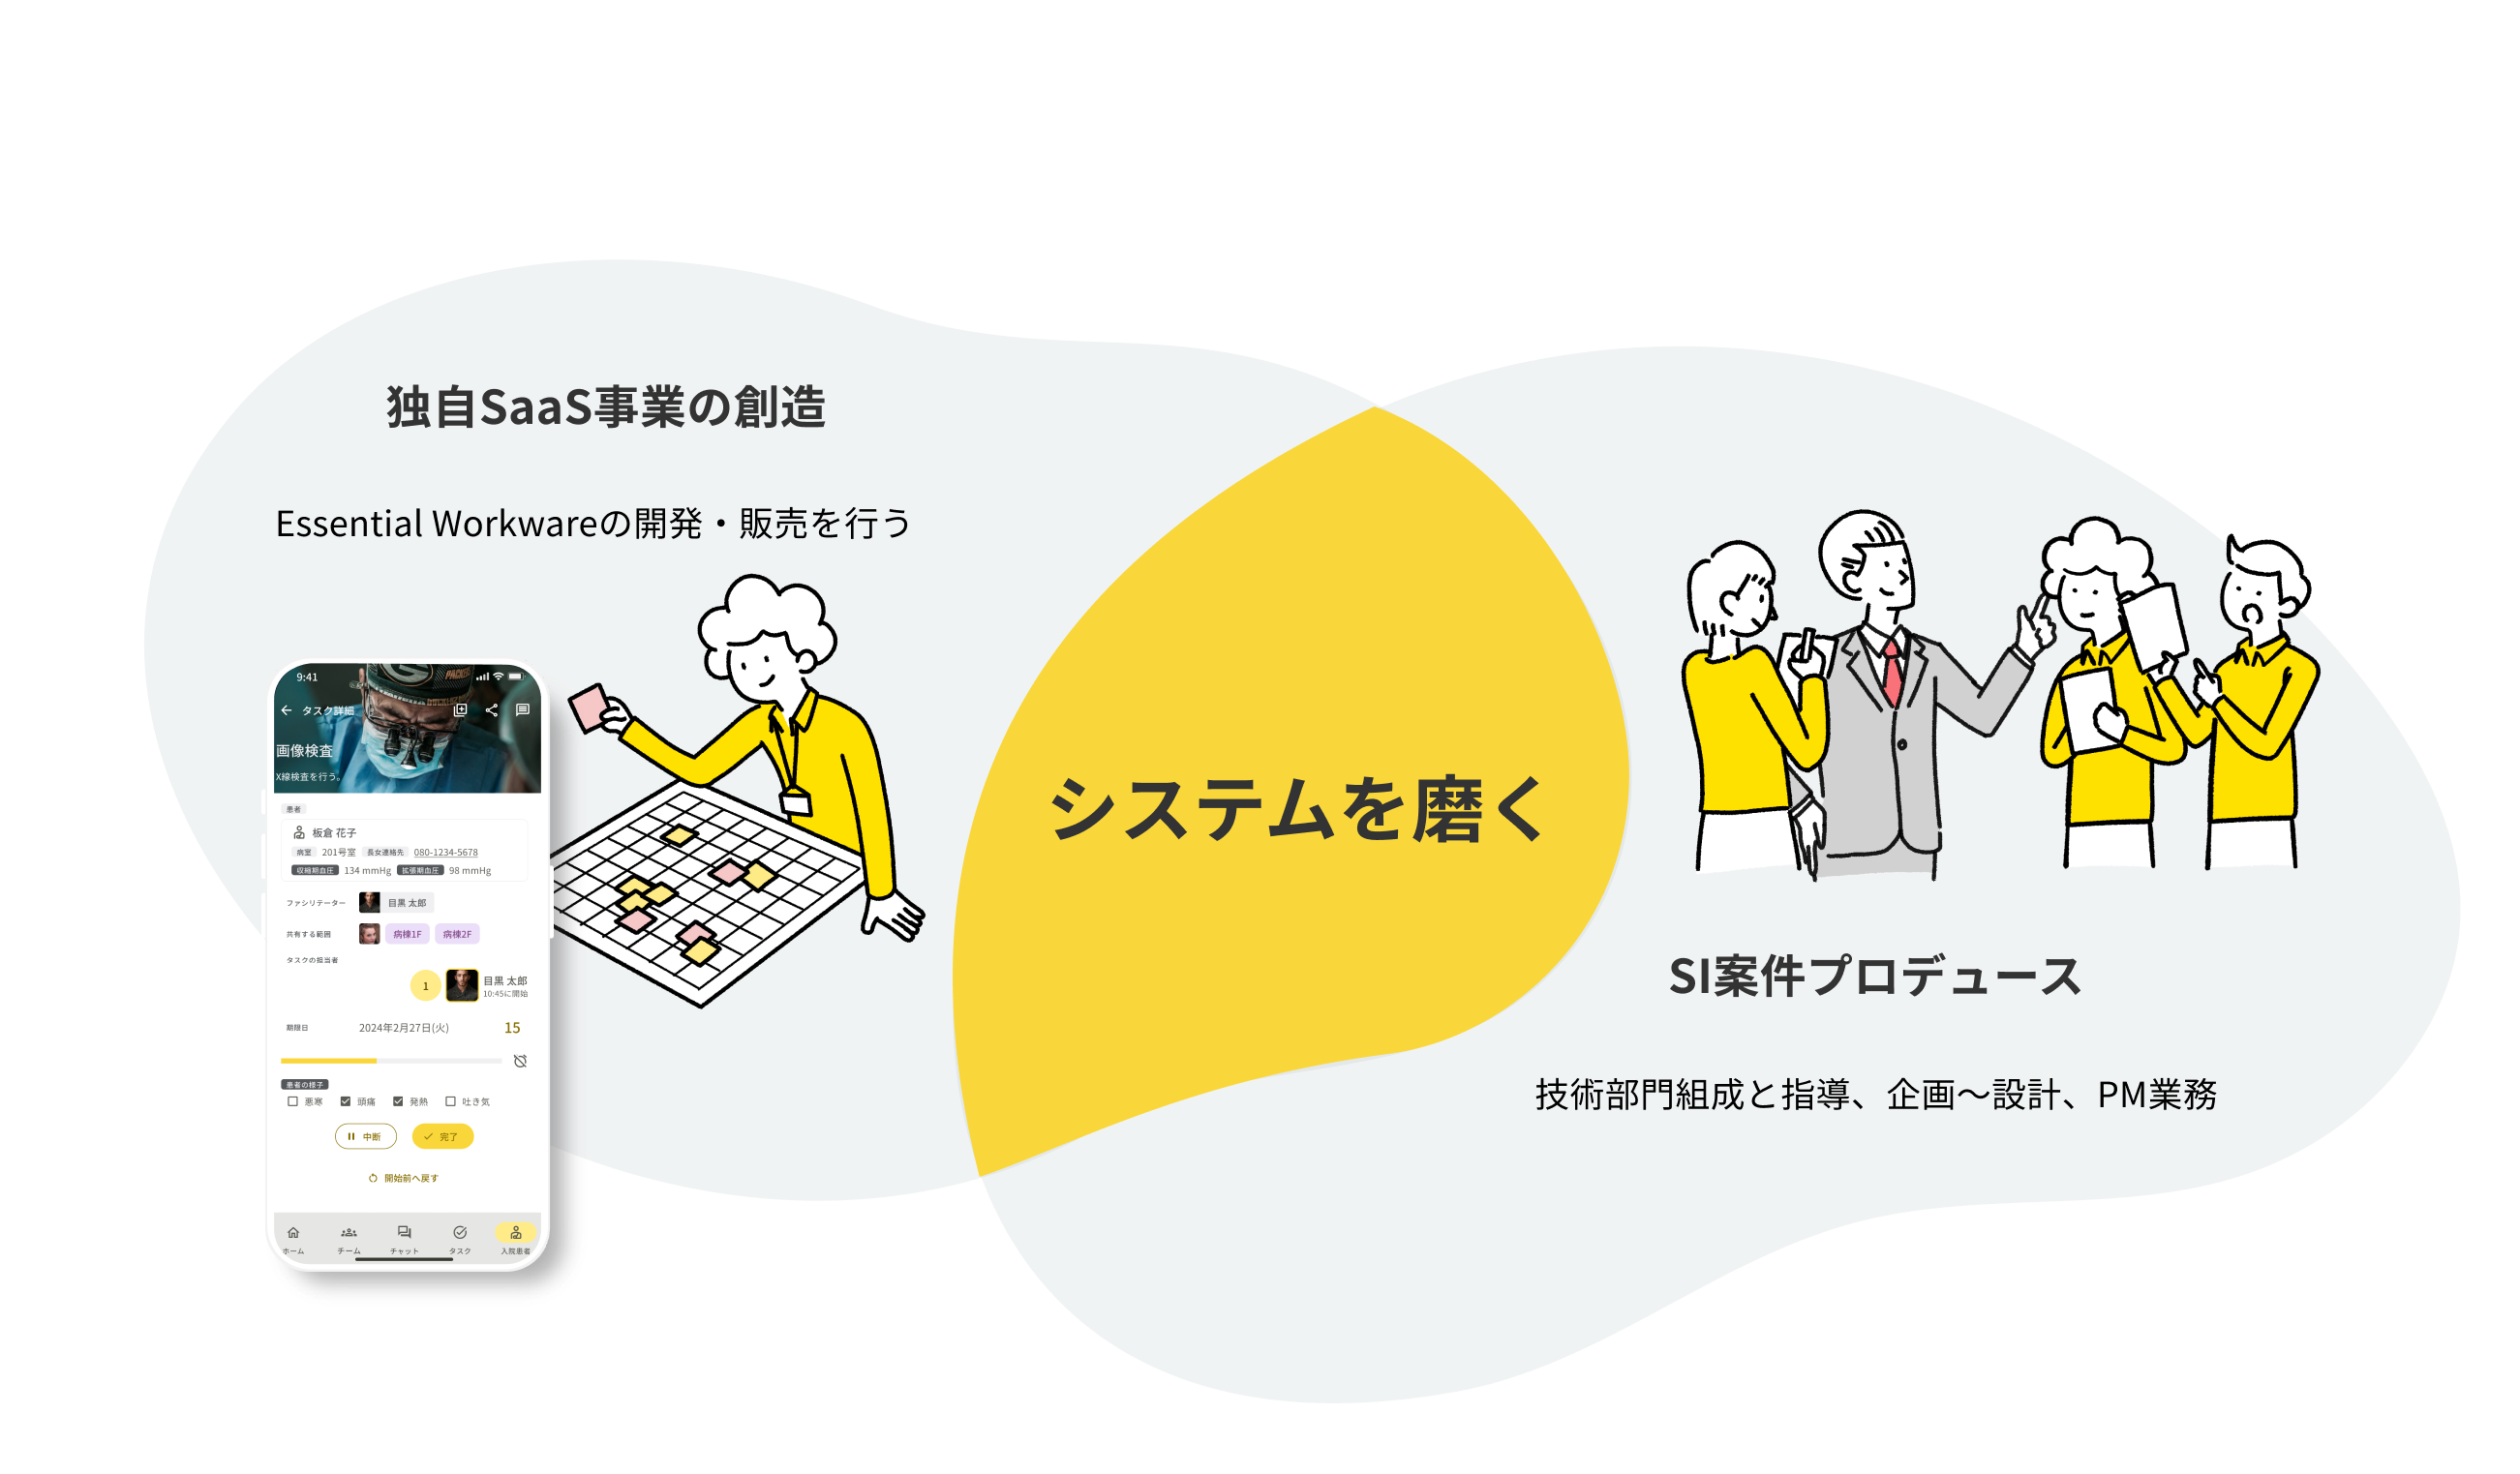 独自SaaS事業の創造
Essential Workwareの開発・販売を行う
9:41
タスク詳細
PACKERS
画像検査
X線検査を行う。
患者
板倉 花子
病室 201号室 長女連絡先 080-1234-5678
収縮期血圧 134 mmHg 拡張期血圧 98 mmHg
ファシリテーター 目黒 太郎
共有する範囲 病棟1F 病棟2F
タスクの担当者
1 目黒 太郎
10:45に開始
期限日 2024年2月27日(火) 15
患者の様子
悪寒 頭痛 発熱 吐き気
中断 完了
開始前へ戻す
ホーム チーム チャット タスク 入院患者
システムを磨く
SI案件プロデュース
技術部門組成と指導、企画〜設計、PM業務